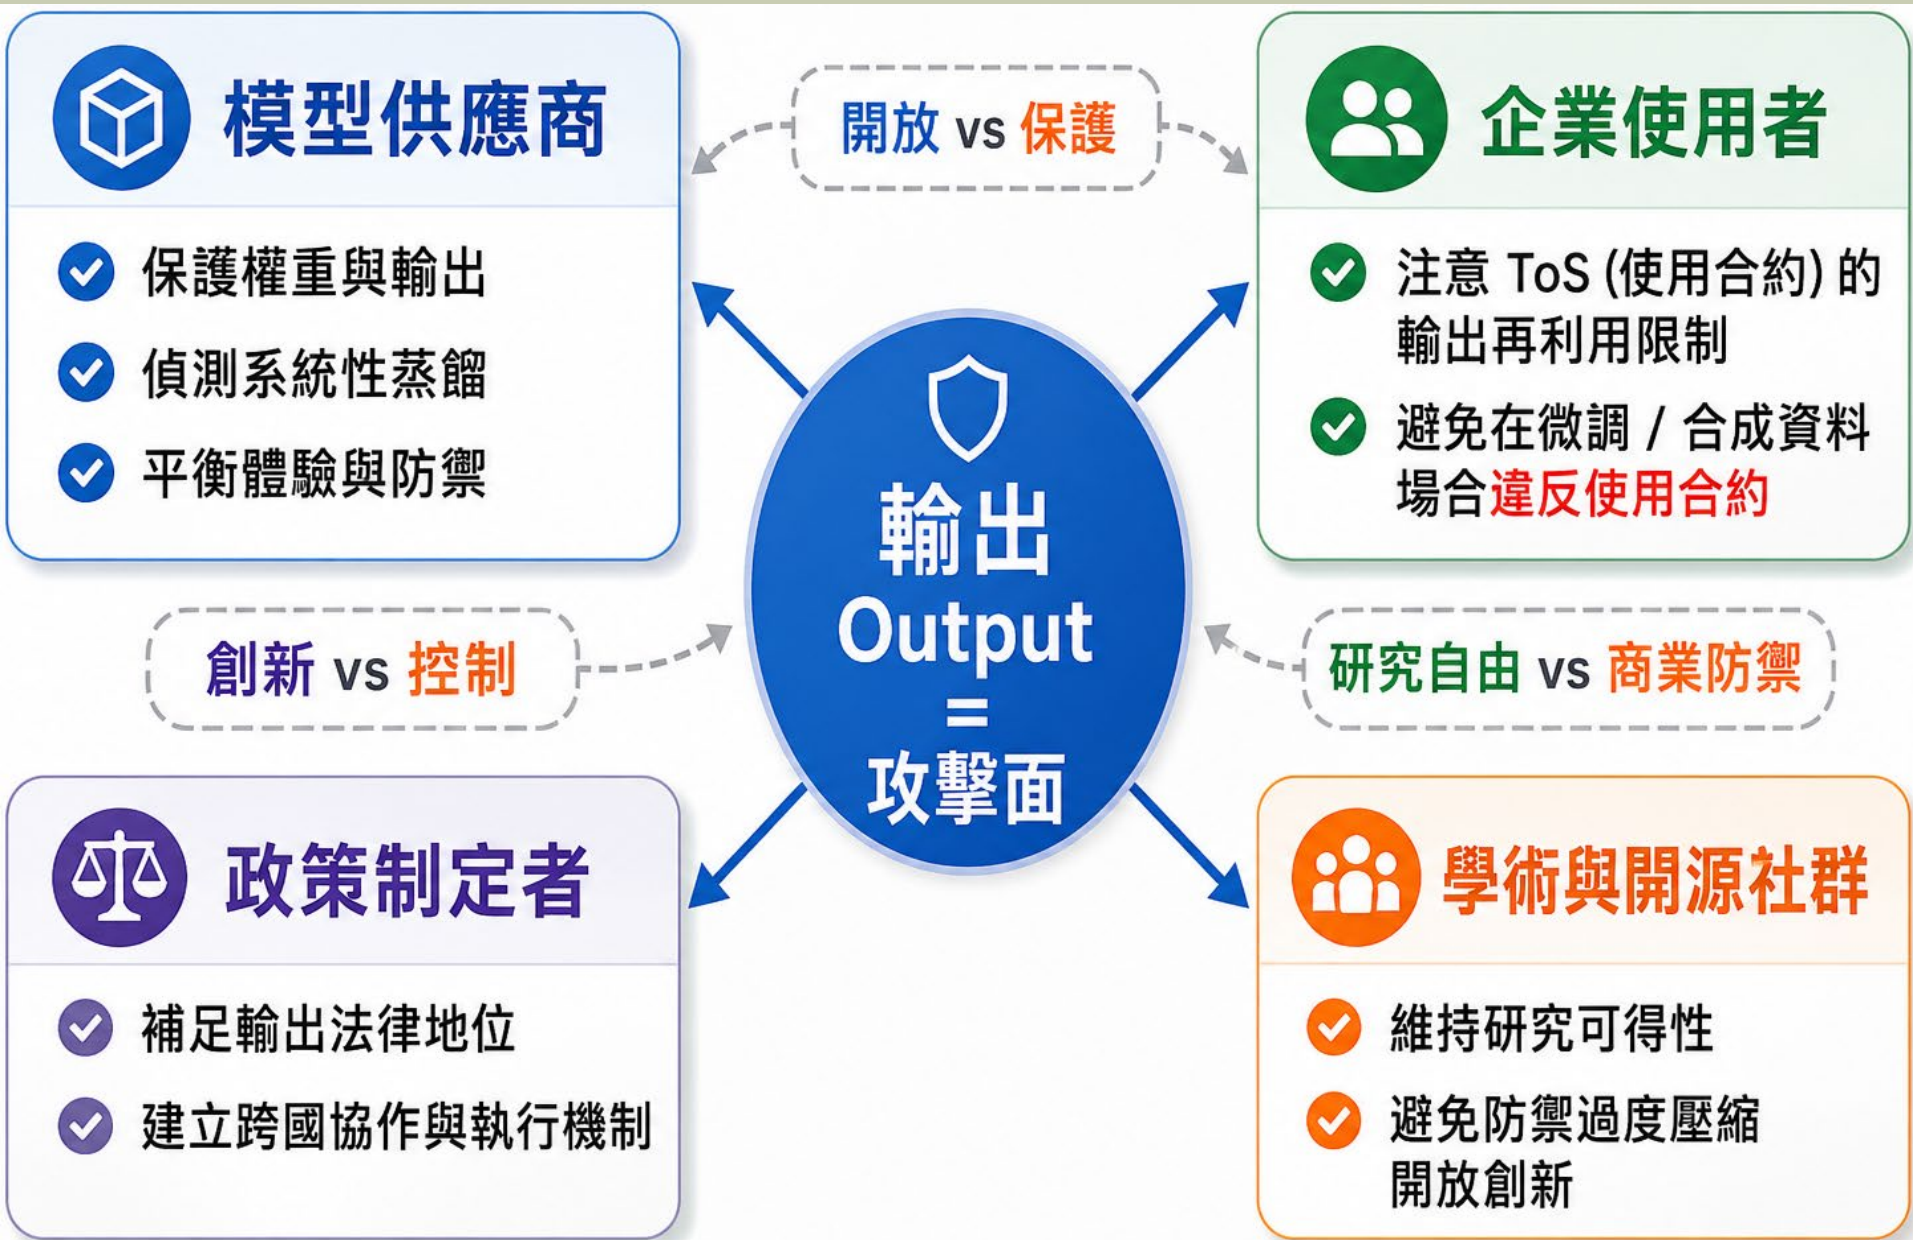 模型供應商
保護權重與輸出
偵測系統性蒸餾
平衡體驗與防禦
開放 vs 保護
企業使用者
注意 ToS (使用合約) 的
輸出再利用限制
避免在微調 / 合成資料
場合違反使用合約
輸出
Output
=
攻擊面
創新 vs 控制
研究自由 vs 商業防禦
政策制定者
補足輸出法律地位
建立跨國協作與執行機制
學術與開源社群
維持研究可得性
避免防禦過度壓縮
開放創新